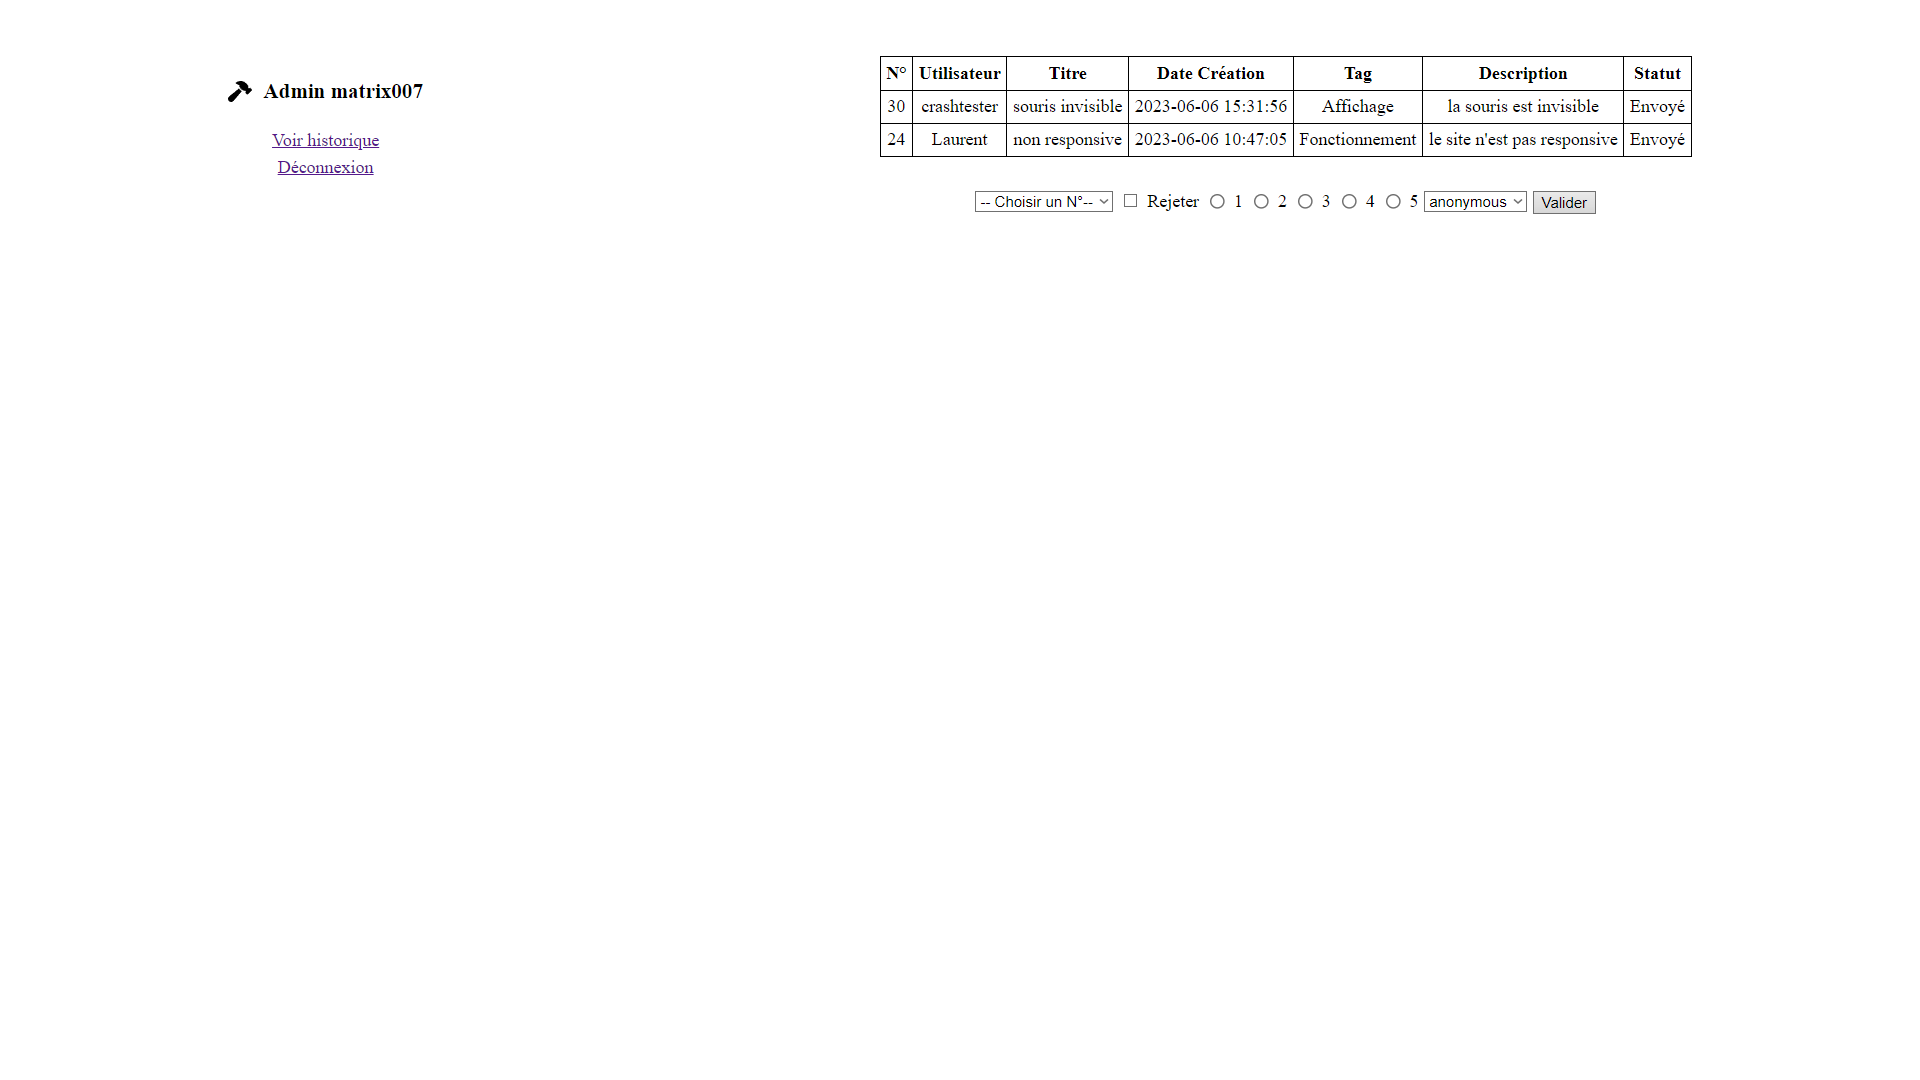 Admin matrix007
Voir historique
Déconnexion
N° Utilisateur Titre Date Création Tag Description Statut
30 crashtester souris invisible 2023-06-06 15:31:56 Affichage la souris est invisible Envoyé
24 Laurent non responsive 2023-06-06 10:47:05 Fonctionnement le site n'est pas responsive Envoyé
-- Choisir un N°-- Rejeter 1 2 3 4 5 anonymous Valider